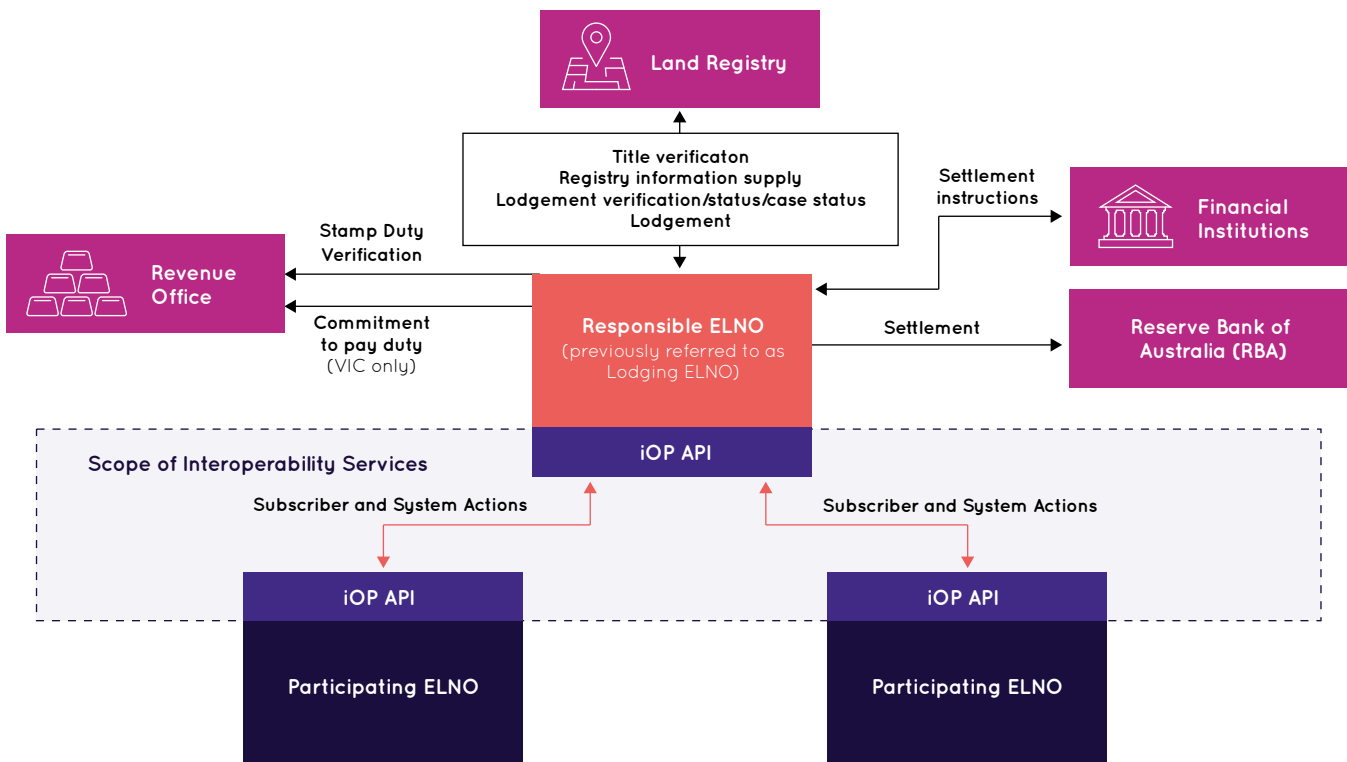 Land Registry
Title verificaton
Registry information supply
Lodgement verification/status/case status
Lodgement
Settlement
instructions
Financial
Institutions
Stamp Duty
Verification
Revenue
Office
Commitment
to pay duty
(VIC only)
Responsible ELNO
(previously referred to as
Lodging ELNO)
Settlement
Reserve Bank of
Australia (RBA)
iOP API
Scope of Interoperability Services
Subscriber and System Actions
Subscriber and System Actions
iOP API
iOP API
Participating ELNO
Participating ELNO